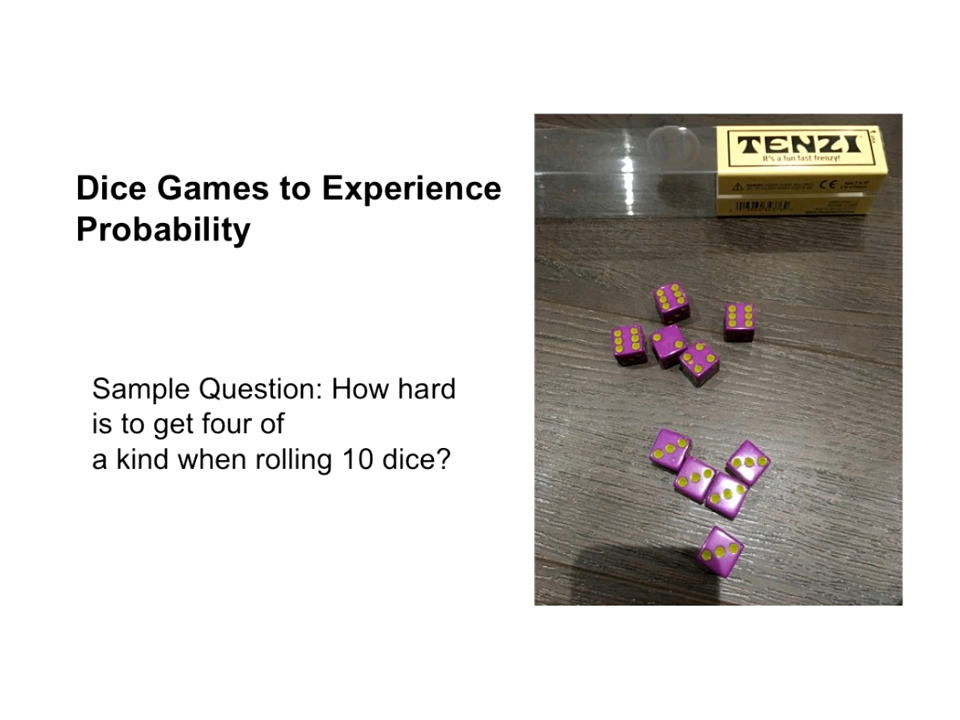 Dice Games to Experience
Probability
TENZI
It's a fun fast frenzy!
CE
Sample Question: How hard
is to get four of
a kind when rolling 10 dice?